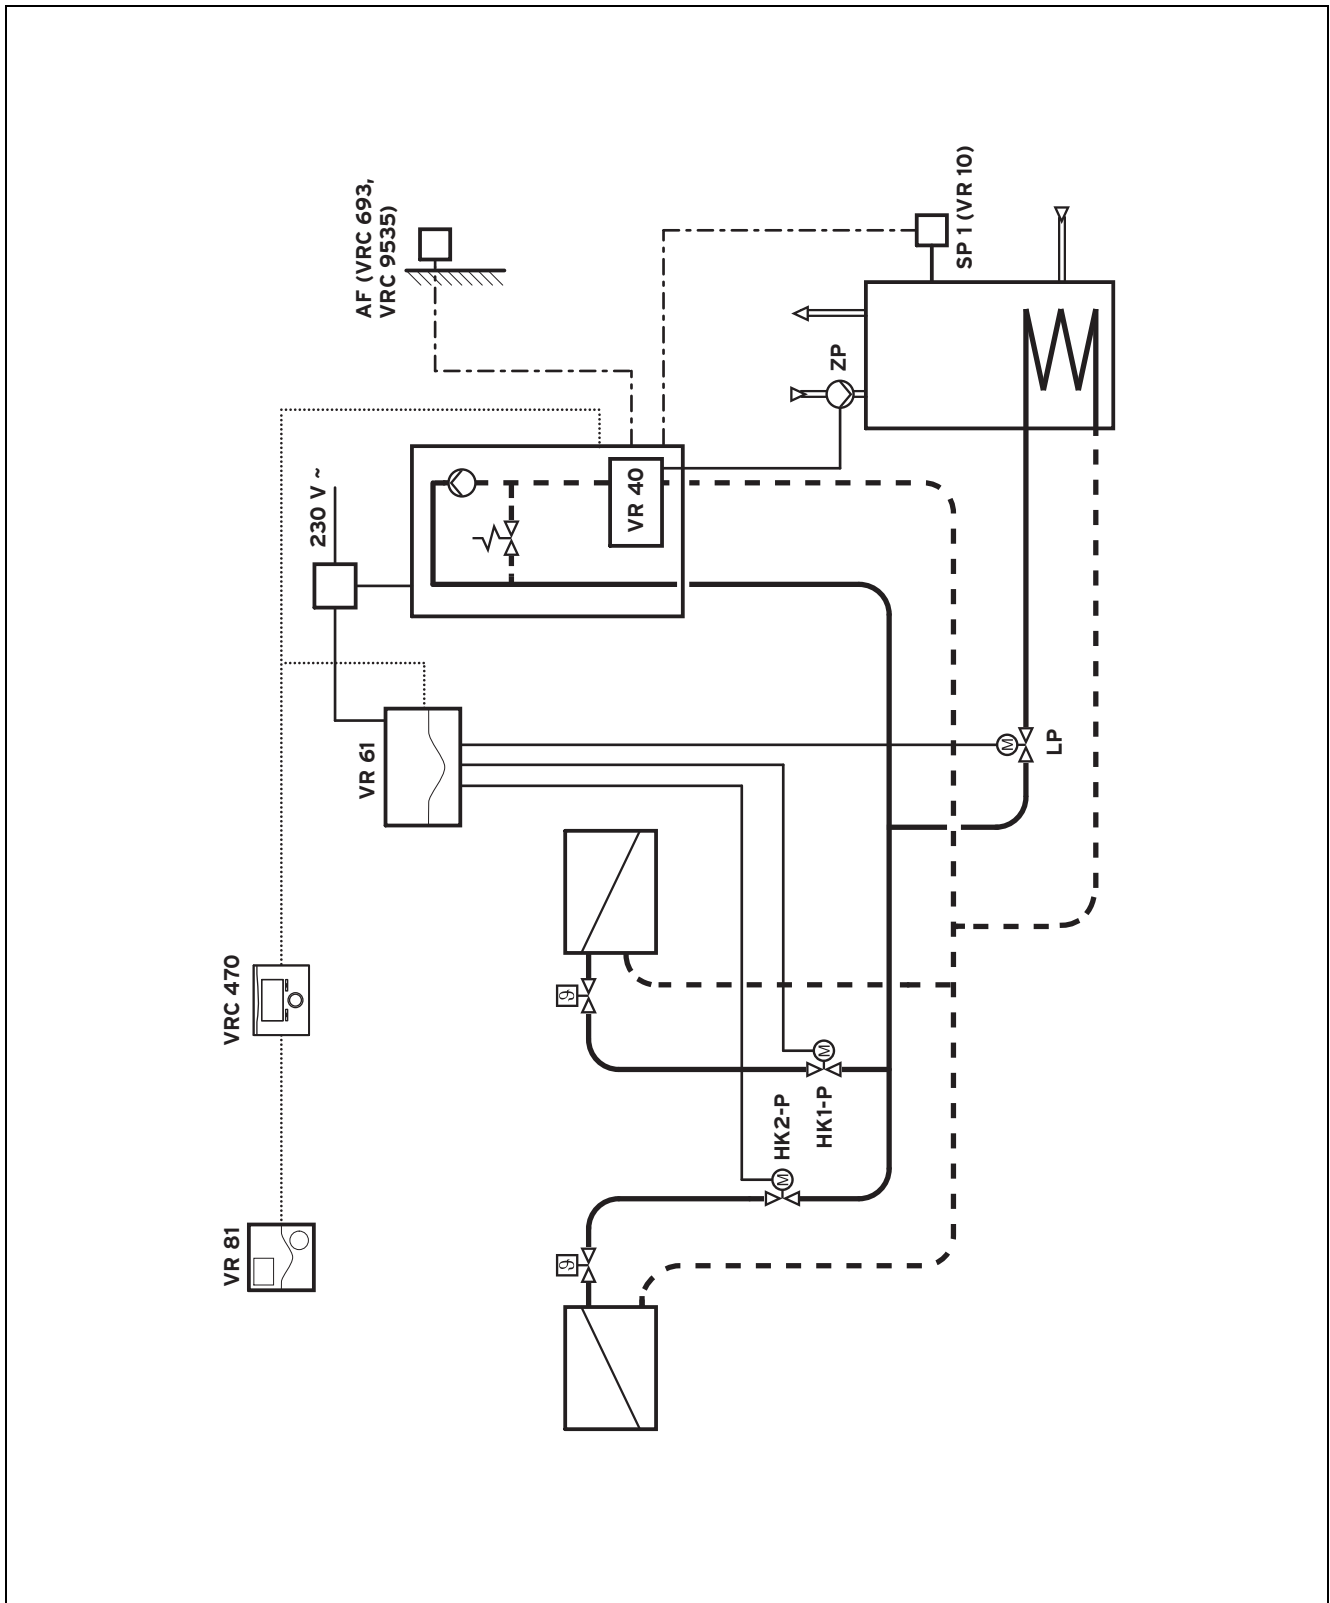 VR 81
VRC 470
VR 61
230 V ~
AF (VRC 693,
VRC 9535)
ϑ
ϑ
VR 40
HK2-P
M
HK1-P
M
ZP
SP 1 (VR 10)
M
LP